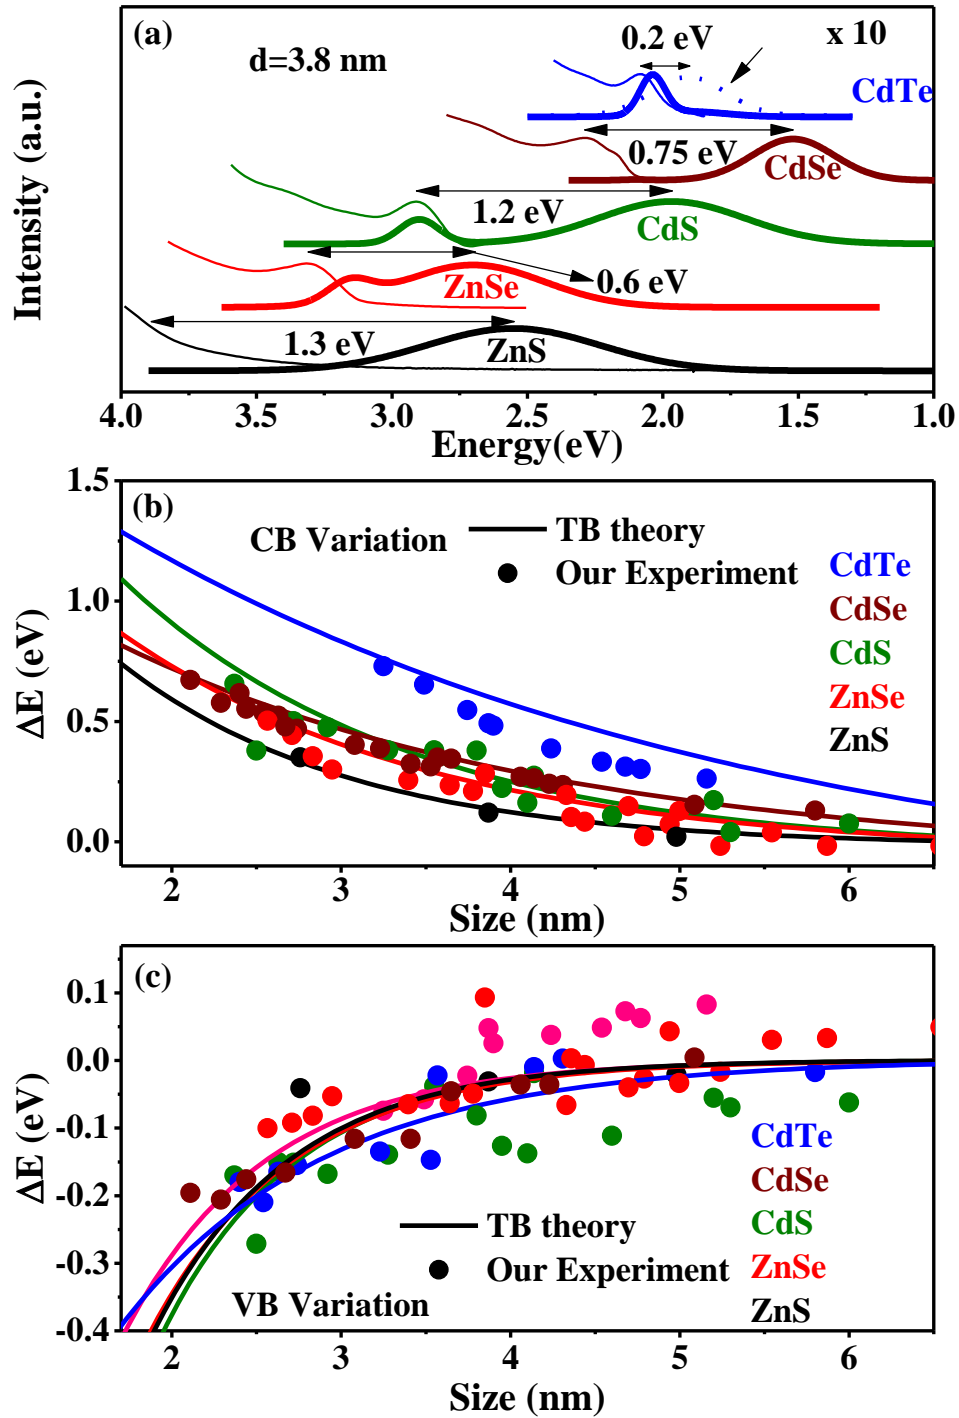 (a)
d=3.8 nm
0.2 eV
x 10
CdTe
0.75 eV
CdSe
1.2 eV
CdS
0.6 eV
ZnSe
1.3 eV
ZnS
Intensity (a.u.)
4.0 3.5 3.0 2.5 2.0 1.5 1.0
Energy(eV)
(b)
CB Variation
TB theory
Our Experiment
CdTe
CdSe
CdS
ZnSe
ZnS
1.5
1.0
0.5
0.0
ΔE (eV)
2 3 4 5 6
Size (nm)
(c)
0.1
0.0
-0.1
-0.2
-0.3
-0.4
ΔE (eV)
CdTe
CdSe
CdS
ZnSe
ZnS
TB theory
Our Experiment
VB Variation
2 3 4 5 6
Size (nm)